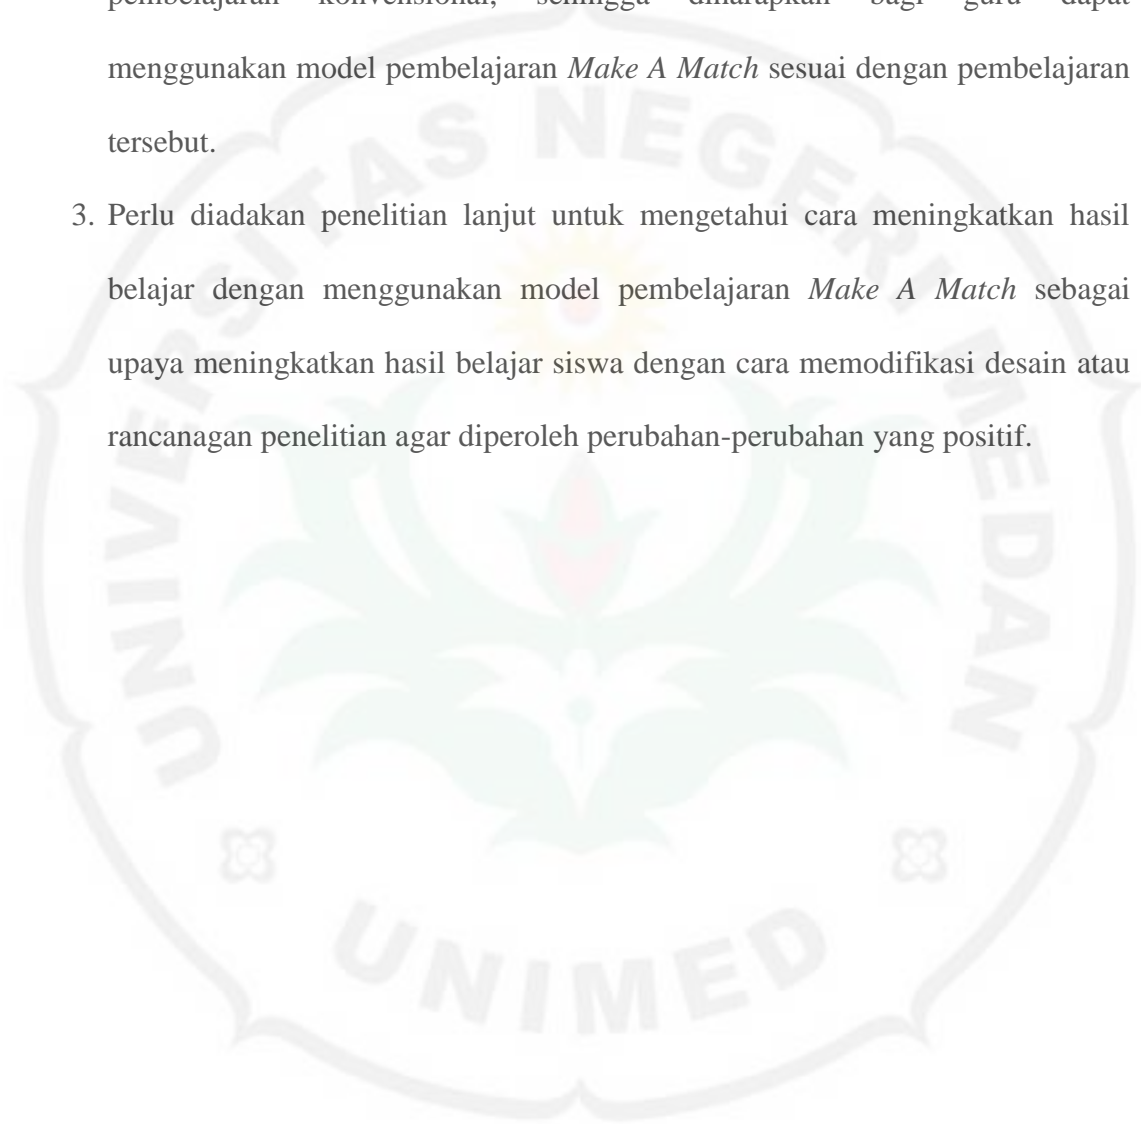 pembelajaran konvensional, sehingga diharapkan bagi guru dapat
menggunakan model pembelajaran Make A Match sesuai dengan pembelajaran
tersebut.
3. Perlu diadakan penelitian lanjut untuk mengetahui cara meningkatkan hasil
belajar dengan menggunakan model pembelajaran Make A Match sebagai
upaya meningkatkan hasil belajar siswa dengan cara memodifikasi desain atau
rancanagan penelitian agar diperoleh perubahan-perubahan yang positif.
UNIVERSITAS NEGERI MEDAN
UNIMED